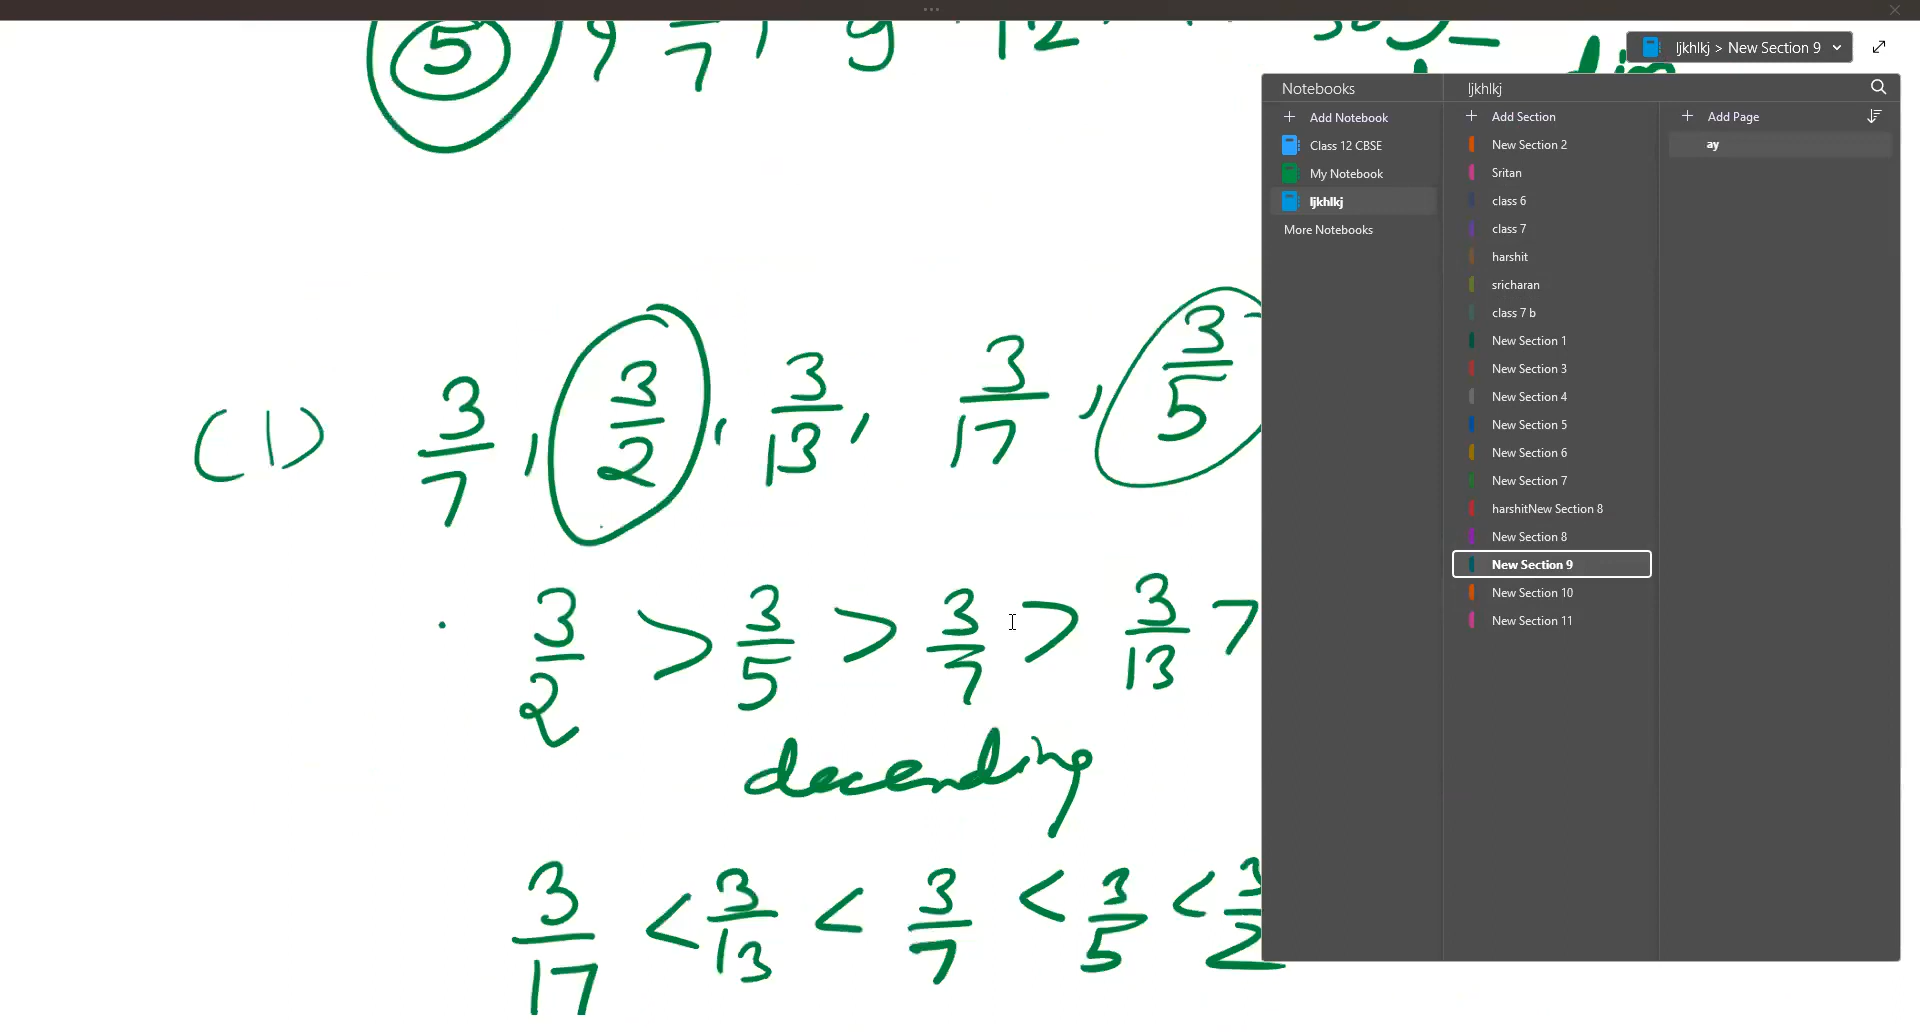 ljkhlkj > New Section 9
5
7
12
Notebooks
ljkhlkj
Add Notebook
Add Section
Add Page
Class 12 CBSE
New Section 2
ay
My Notebook
Sritan
ljkhlkj
class 6
More Notebooks
class 7
harshit
sricharan
class 7 b
New Section 1
New Section 3
New Section 4
New Section 5
New Section 6
New Section 7
harshitNew Section 8
New Section 8
New Section 9
New Section 10
New Section 11
(1) 3/7, 3/2, 3/13, 3/17, 3/5
3/2 > 3/5 > 3/7 > 3/13 >
decending
3/17 < 3/13 < 3/7 < 3/5 < 3/2